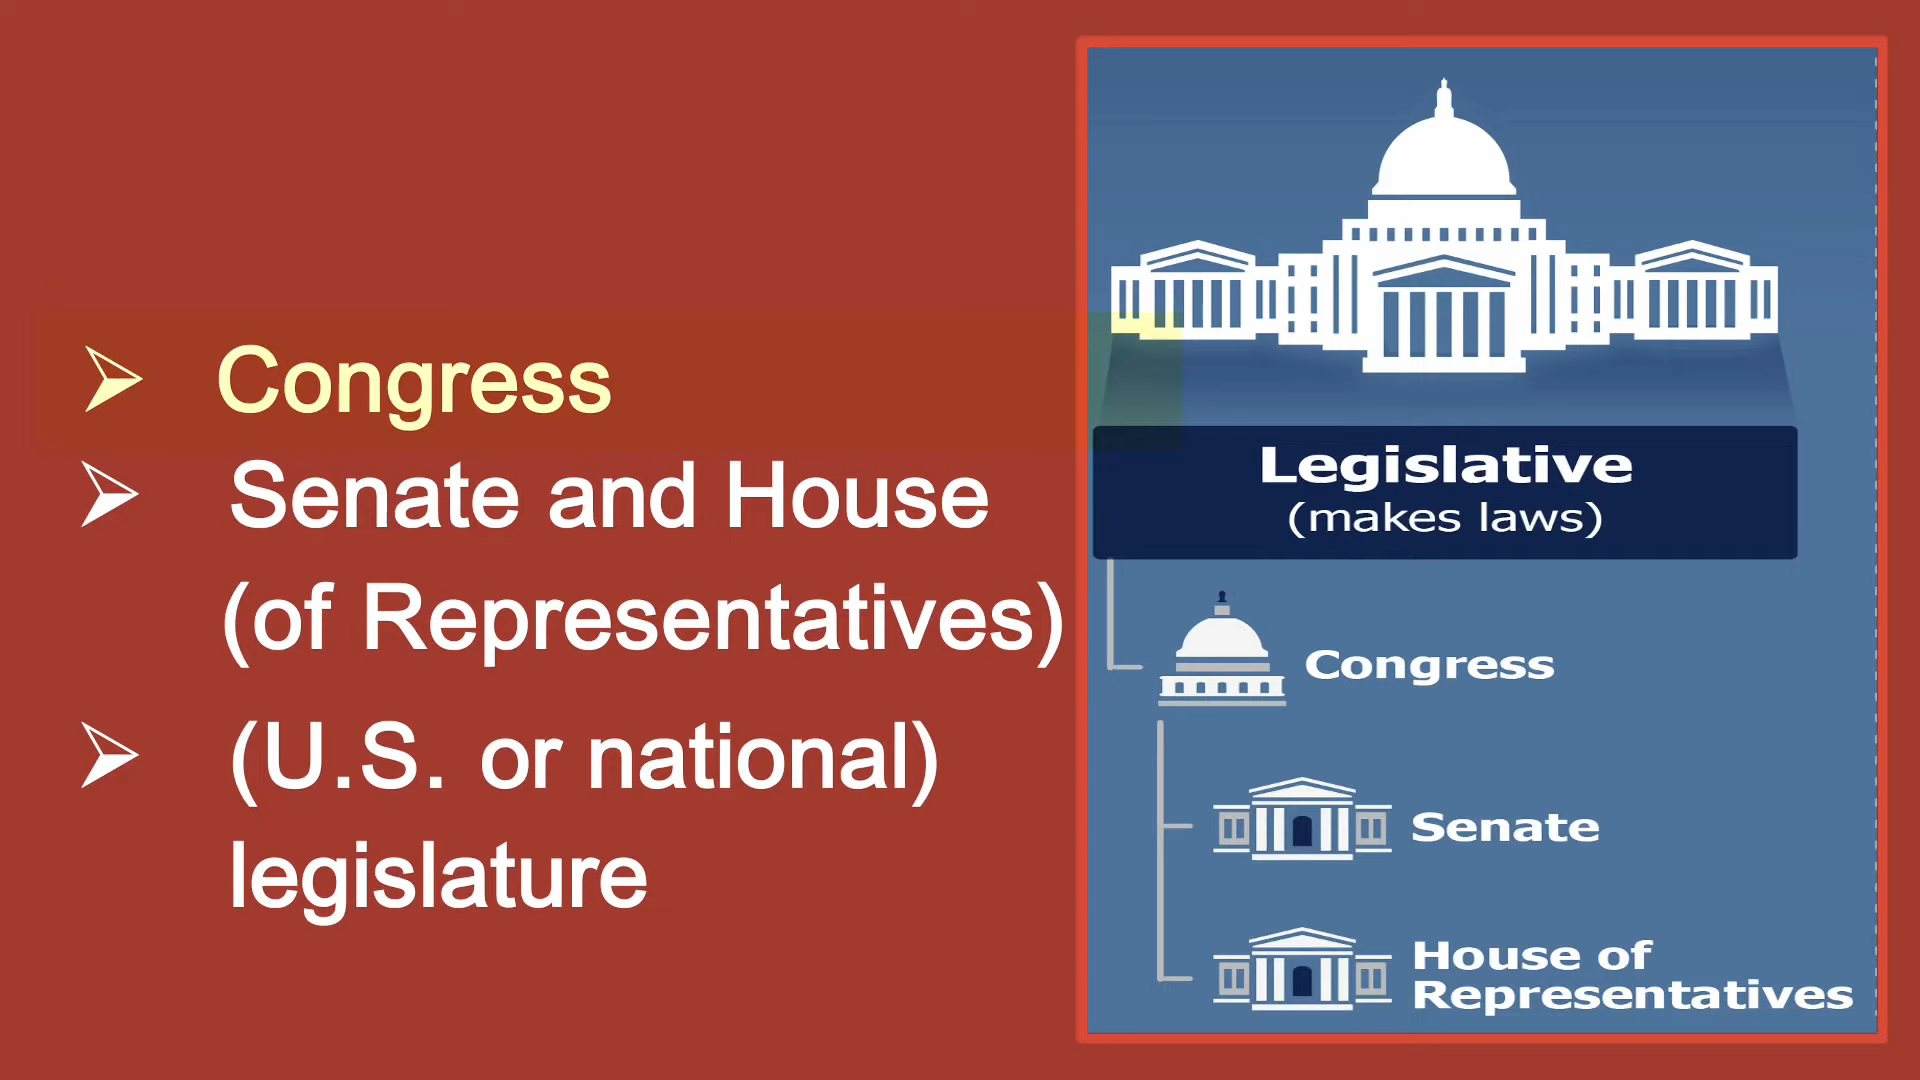 Congress
Senate and House
(of Representatives)
(U.S. or national)
legislature
Legislative
(makes laws)
Congress
Senate
House of
Representatives